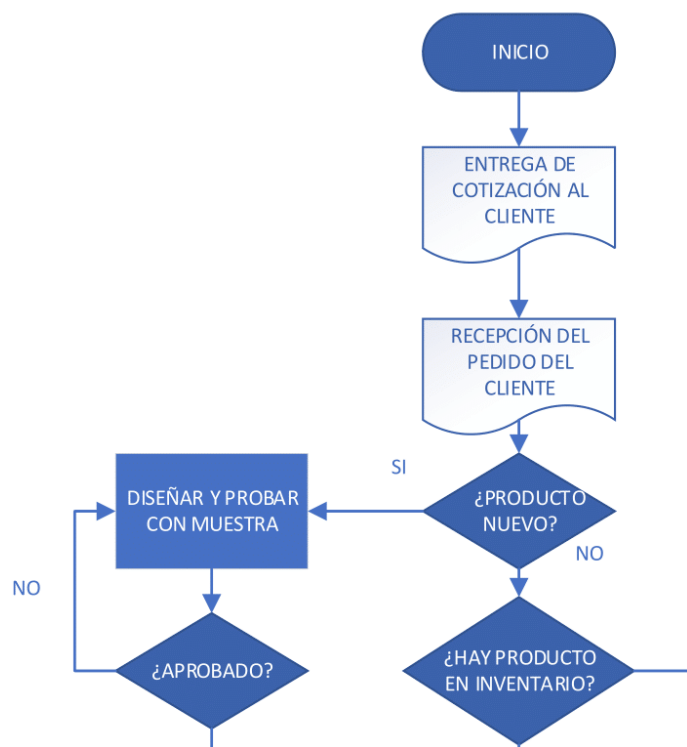 INICIO
ENTREGA DE
COTIZACIÓN AL
CLIENTE
RECEPCIÓN DEL
PEDIDO DEL
CLIENTE
SI
DISEÑAR Y PROBAR
CON MUESTRA
¿PRODUCTO
NUEVO?
NO
NO
¿APROBADO?
¿HAY PRODUCTO
EN INVENTARIO?